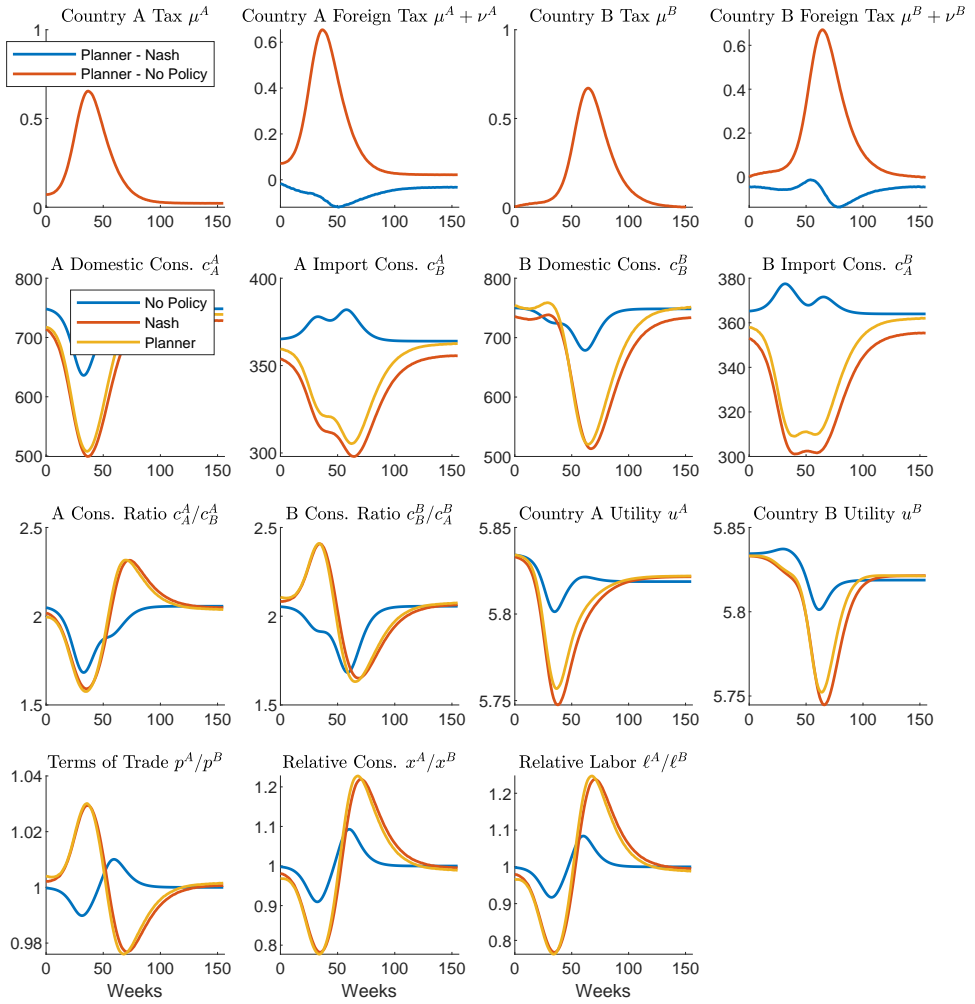 Country A Tax μ^A
Country A Foreign Tax μ^A + ν^A
Country B Tax μ^B
Country B Foreign Tax μ^B + ν^B
Planner - Nash
Planner - No Policy
1
0.5
0
0.6
0.4
0.2
0
1
0.5
0
0.6
0.4
0.2
0
0 50 100 150
0 50 100 150
0 50 100 150
0 50 100 150
A Domestic Cons. c_A^A
A Import Cons. c_B^A
B Domestic Cons. c_B^B
B Import Cons. c_A^B
No Policy
Nash
Planner
800
700
600
500
400
350
300
800
700
600
500
380
360
340
320
300
0 50 100 150
0 50 100 150
0 50 100 150
0 50 100 150
A Cons. Ratio c_A^A/c_B^A
B Cons. Ratio c_B^B/c_A^B
Country A Utility u^A
Country B Utility u^B
2.5
2
1.5
2.5
2
1.5
5.85
5.8
5.75
5.85
5.8
5.75
0 50 100 150
0 50 100 150
0 50 100 150
0 50 100 150
Terms of Trade p^A/p^B
Relative Cons. x^A/x^B
Relative Labor ℓ^A/ℓ^B
1.04
1.02
1
0.98
1.2
1.1
1
0.9
0.8
1.2
1.1
1
0.9
0.8
0 50 100 150
0 50 100 150
0 50 100 150
Weeks
Weeks
Weeks